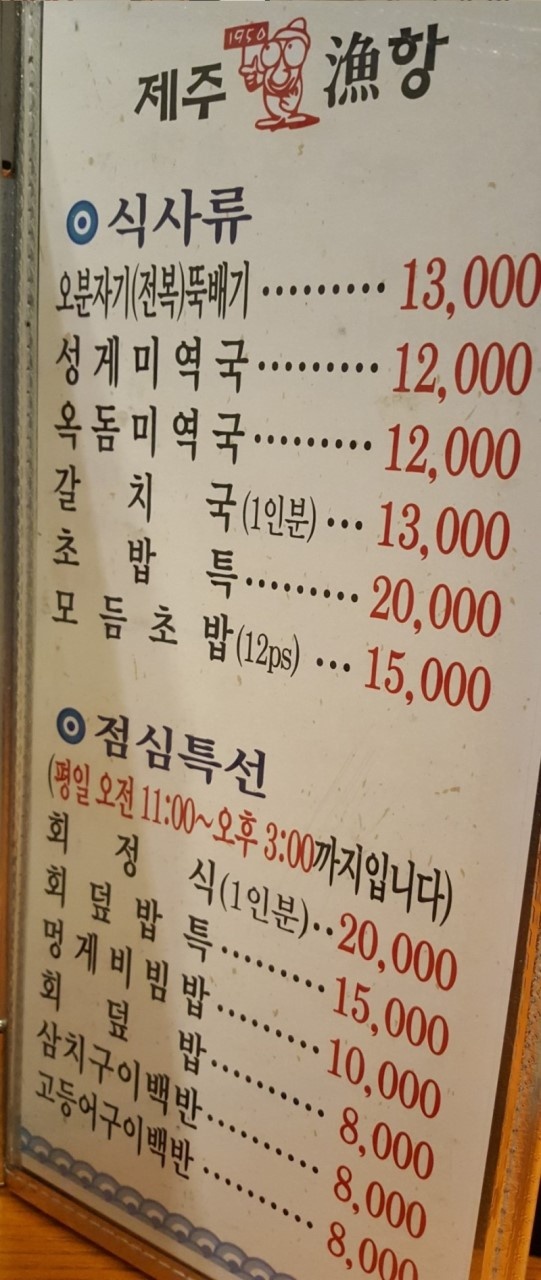 1950
제주 漁항
식사류
오분자기(전복)뚝배기 ········· 13,000
성게미역국 ········· 12,000
옥돔미역국 ········· 12,000
갈치국(1인분) ··· 13,000
초밥특 ········· 20,000
모듬초밥(12ps) ··· 15,000
점심특선
(평일 오전 11:00~오후 3:00까지입니다)
회정식(1인분) ·· 20,000
회덮밥특 ········· 15,000
멍게비빔밥 ········· 10,000
회덮밥 ·········· 8,000
삼치구이백반 ·········· 8,000
고등어구이백반 ·········· 8,000